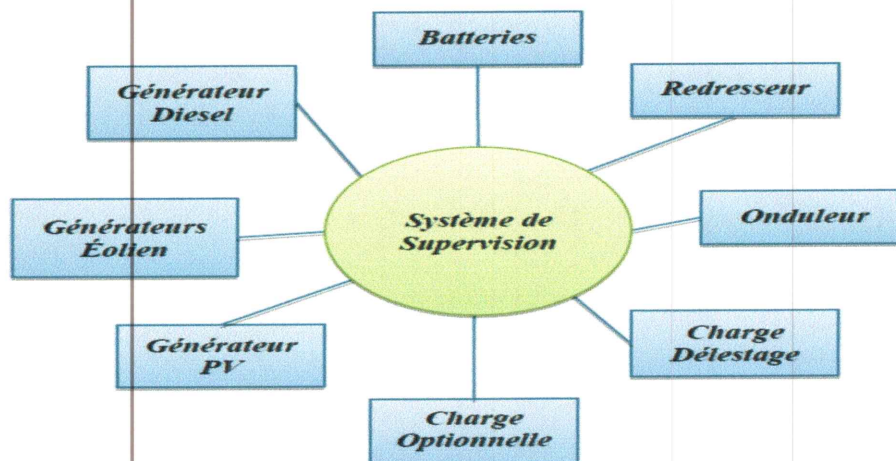 Batteries
Générateur
Diesel
Redresseur
Générateurs
Éolien
Système de
Supervision
Onduleur
Générateur
PV
Charge
Délestage
Charge
Optionnelle